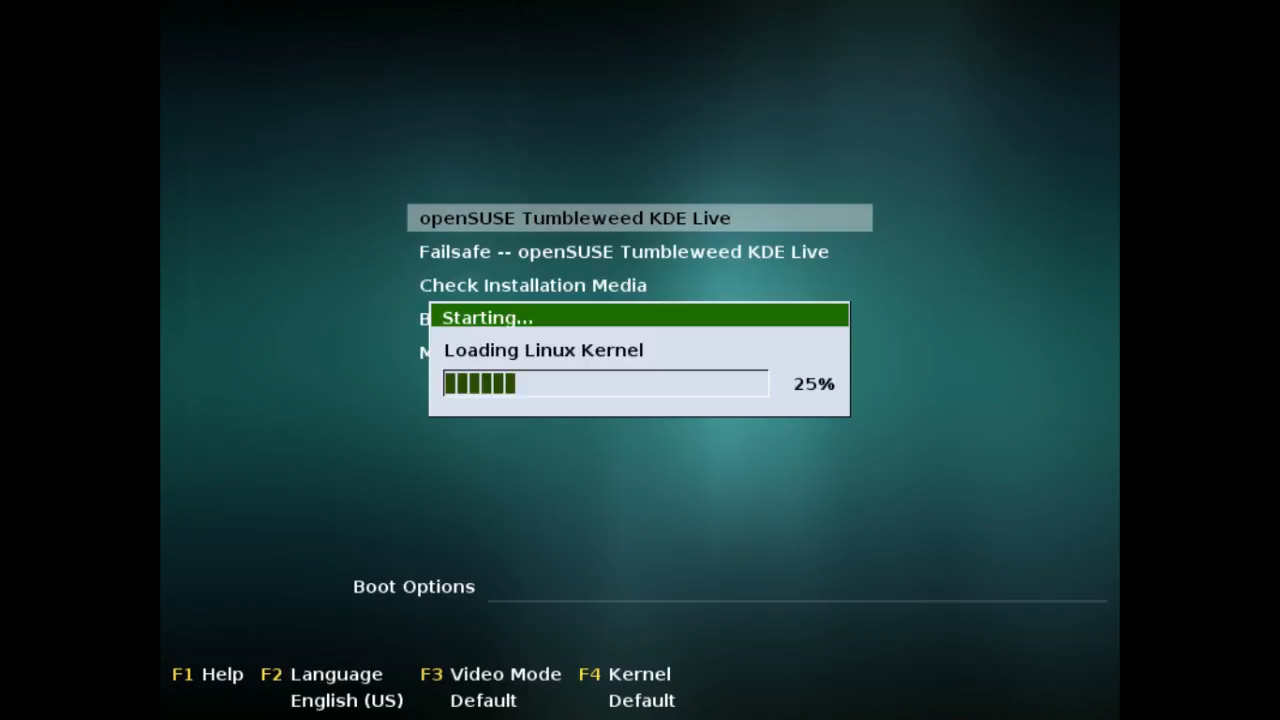 openSUSE Tumbleweed KDE Live
Failsafe -- openSUSE Tumbleweed KDE Live
Check Installation Media
Starting...
Loading Linux Kernel
25%
Boot Options
F1 Help F2 Language F3 Video Mode F4 Kernel
English (US) Default Default